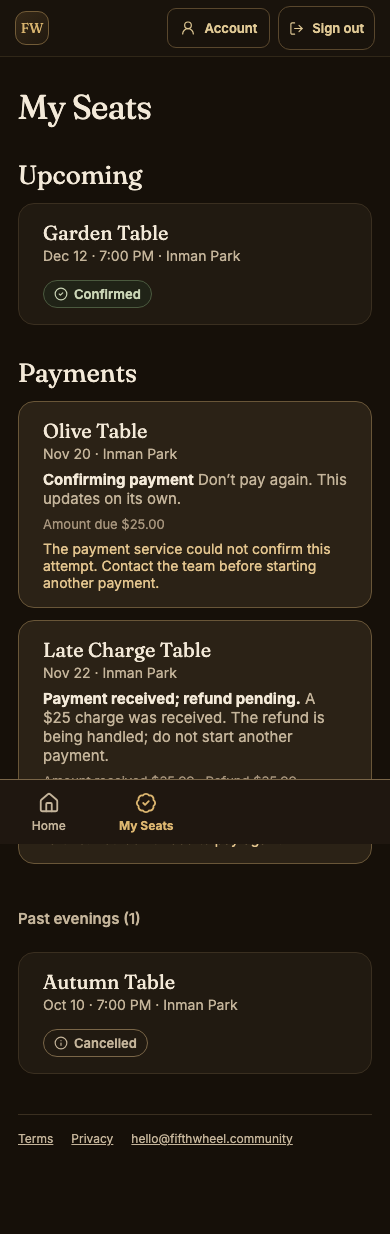 FW
Account
Sign out
My Seats
Upcoming
Garden Table
Dec 12 · 7:00 PM · Inman Park
Confirmed
Payments
Olive Table
Nov 20 · Inman Park
Confirming payment Don’t pay again. This
updates on its own.
Amount due $25.00
The payment service could not confirm this
attempt. Contact the team before starting
another payment.
Late Charge Table
Nov 22 · Inman Park
Payment received; refund pending. A
$25 charge was received. The refund is
being handled; do not start another
payment.
Home
My Seats
Past evenings (1)
Autumn Table
Oct 10 · 7:00 PM · Inman Park
Cancelled
Terms
Privacy
hello@fifthwheel.community